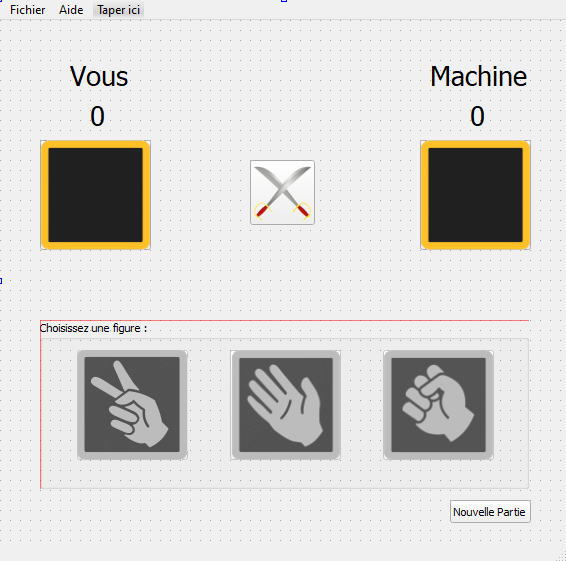 Fichier Aide Taper ici
Vous Machine
0 0
Choisissez une figure :
Nouvelle Partie